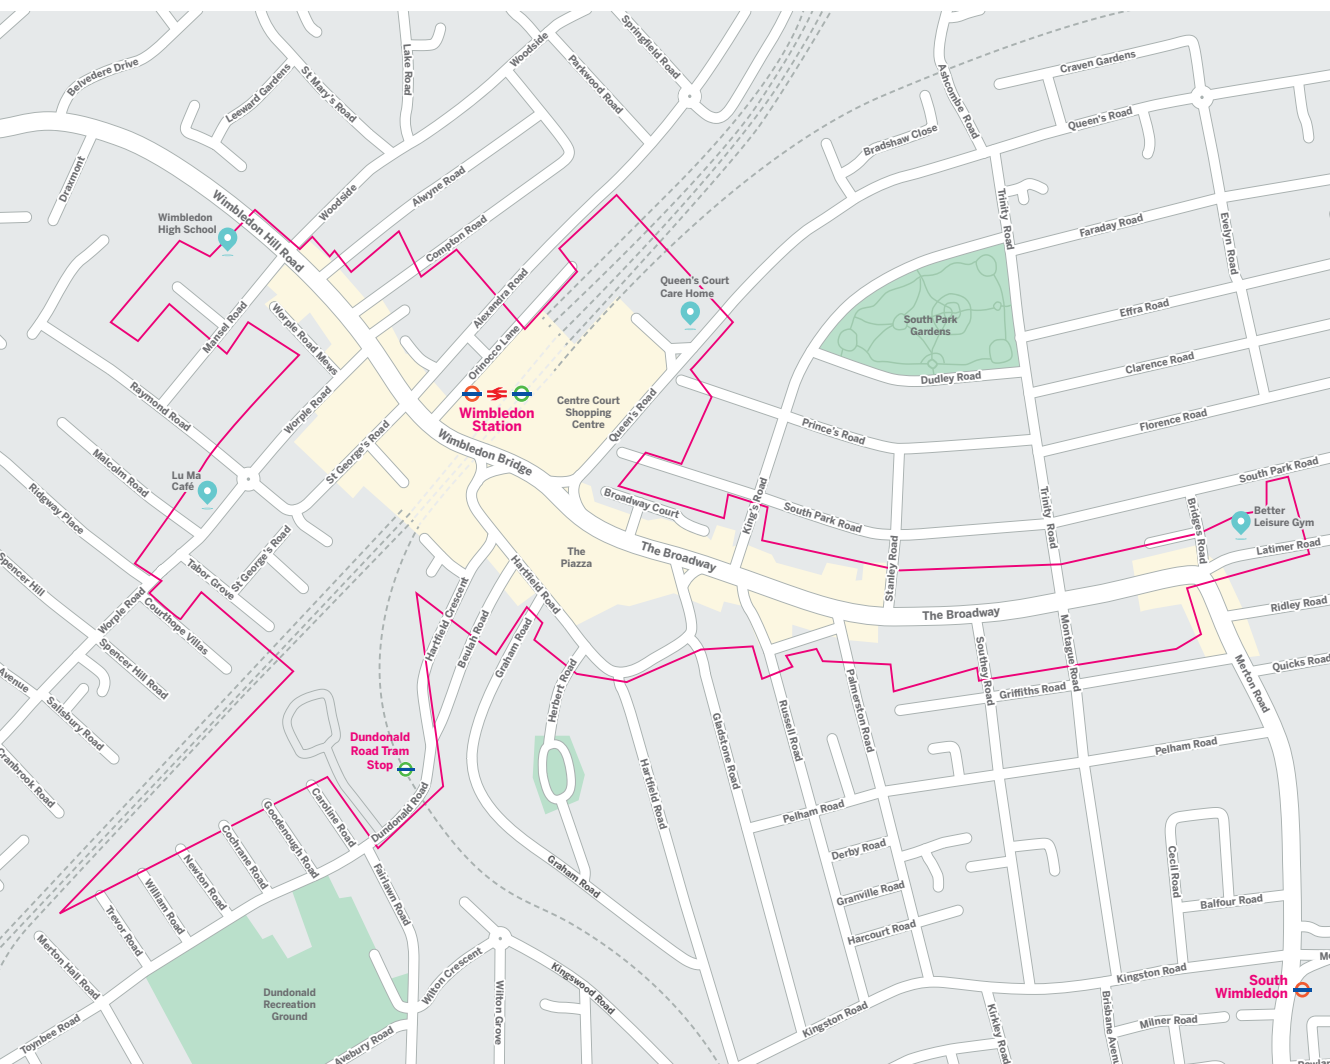 Belvedere Drive
Lake Road
Woodside
Springfield Road
Parkwood Road
Leeward Gardens
St Mary's Road
Ashcombe Road
Craven Gardens
Queen's Road
Bradshaw Close
Draxmont
Wimbledon
High School
Wimbledon Hill Road
Woodside
Alwyne Road
Compton Road
Trinity Road
Faraday Road
Evelyn Road
Alexandra Road
Queen's Court
Care Home
Effra Road
South Park
Gardens
Mansel Road
Worple Road Mews
Orinocco Lane
Clarence Road
Dudley Road
Raymond Road
Worple Road
Wimbledon
Station
Centre Court
Shopping
Centre
Queen's Road
Prince's Road
Florence Road
Wimbledon Bridge
St George's Road
Malcolm Road
Lu Ma
Café
South Park Road
Ridgway Place
Broadway Court
King's Road
South Park Road
Trinity Road
Bridges Road
Better
Leisure Gym
Latimer Road
The
Piazza
The Broadway
Stanley Road
St George's Road
Tabor Grove
Spencer Hill
Hartfield Road
Hartfield Crescent
Beulah Road
Graham Road
The Broadway
Ridley Road
Worple Road
Courthope Villas
Spencer Hill Road
Herbert Road
Southey Road
Montague Road
Griffiths Road
Merton Road
Quicks Road
Avenue
Salisbury Road
Cranbrook Road
Palmerston Road
Russell Road
Gladstone Road
Hartfield Road
Pelham Road
Dundonald
Road Tram
Stop
Dundonald Road
Caroline Road
Goodenough Road
Cochrane Road
Newton Road
William Road
Trevor Road
Pelham Road
Derby Road
Granville Road
Harcourt Road
Cecil Road
Balfour Road
Graham Road
Fairlawn Road
Merton Hall Road
Toynbee Road
Dundonald
Recreation
Ground
Wilton Crescent
Wilton Grove
Kingswood Road
Avebury Road
Kingston Road
Kingston Road
Kirkley Road
Brisbane Aven
Milner Road
South
Wimbledon